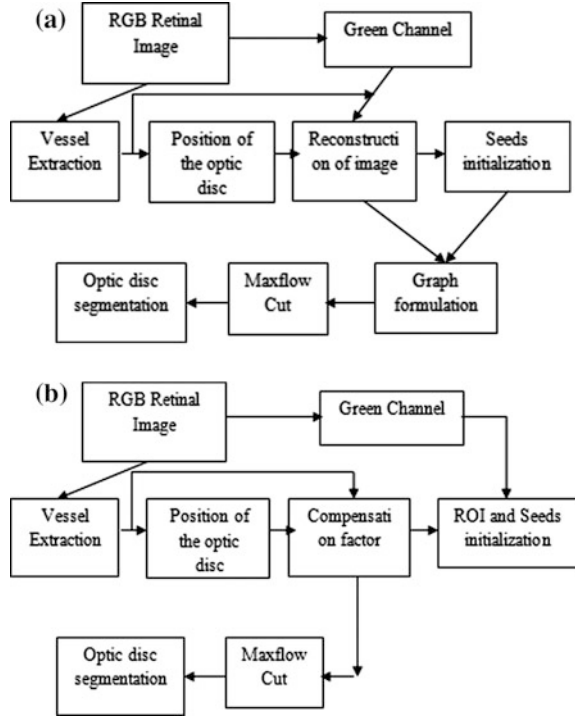 (a)
RGB Retinal
Image
Green Channel
Vessel
Extraction
Position of
the optic
disc
Reconstructi
on of image
Seeds
initialization
Optic disc
segmentation
Maxflow
Cut
Graph
formulation
(b)
RGB Retinal
Image
Green Channel
Vessel
Extraction
Position of
the optic
disc
Compensati
on factor
ROI and Seeds
initialization
Optic disc
segmentation
Maxflow
Cut